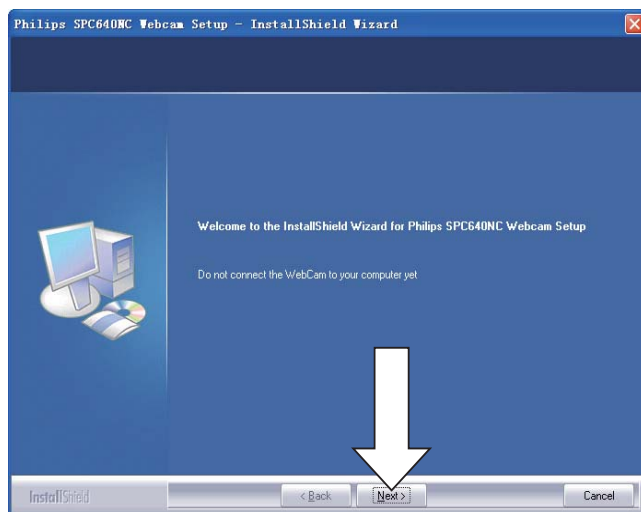 Philips SPC640NC Webcam Setup - InstallShield Wizard
Welcome to the InstallShield Wizard for Philips SPC640NC Webcam Setup
Do not connect the WebCam to your computer yet
InstallShield
< Back
Next >
Cancel